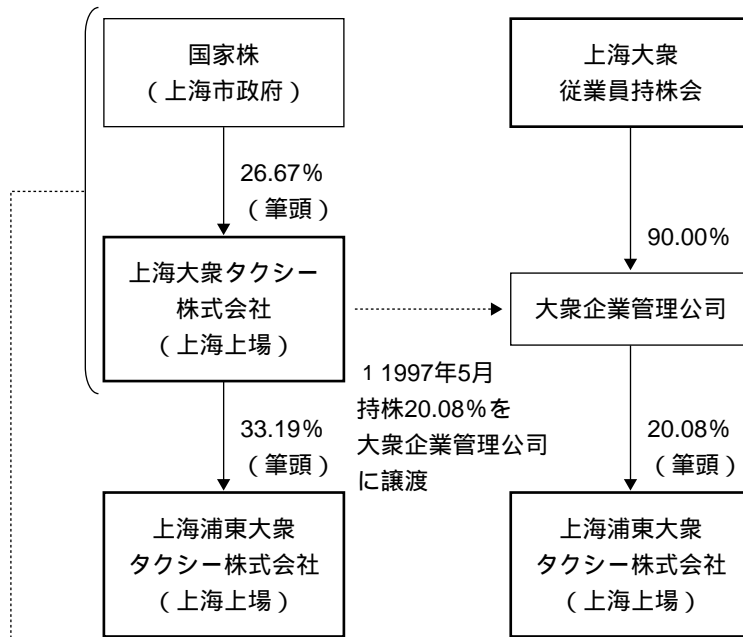 国家株
（上海市政府）
26.67%
（筆頭）
上海大衆タクシー
株式会社
（上海上場）
33.19%
（筆頭）
上海浦東大衆
タクシー株式会社
（上海上場）
1 1997年5月
持株20.08%を
大衆企業管理公司
に譲渡
上海大衆
従業員持株会
90.00%
大衆企業管理公司
20.08%
（筆頭）
上海浦東大衆
タクシー株式会社
（上海上場）